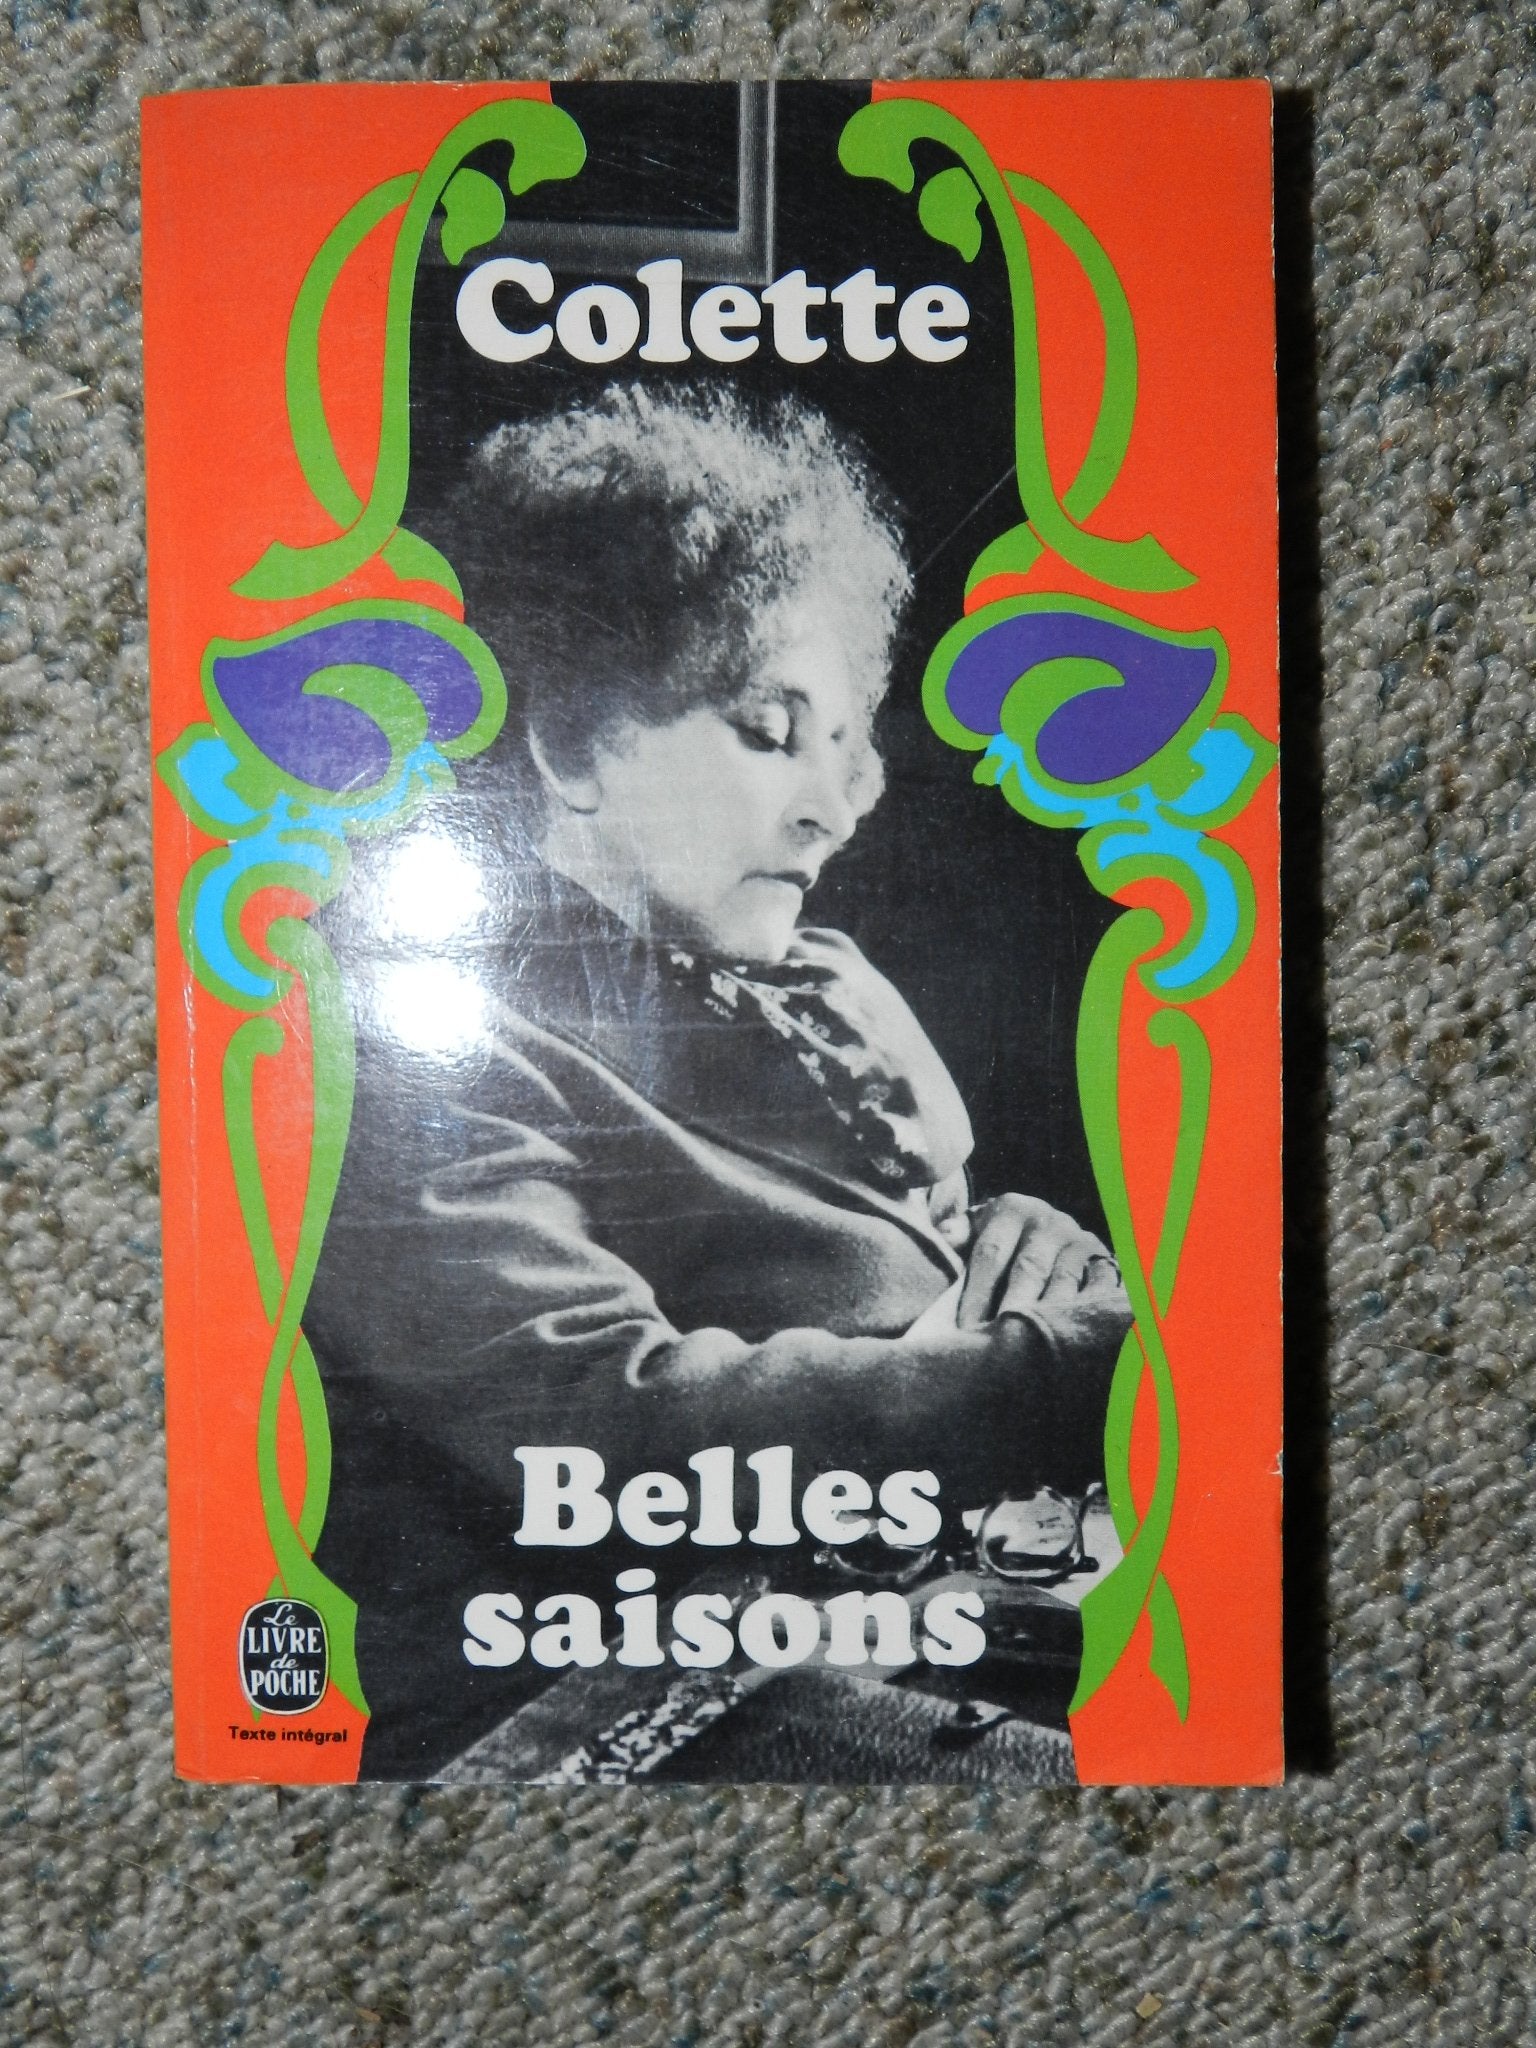 Colette
Belles
saisons
Le
LIVRE
de
POCHE
Texte intégral